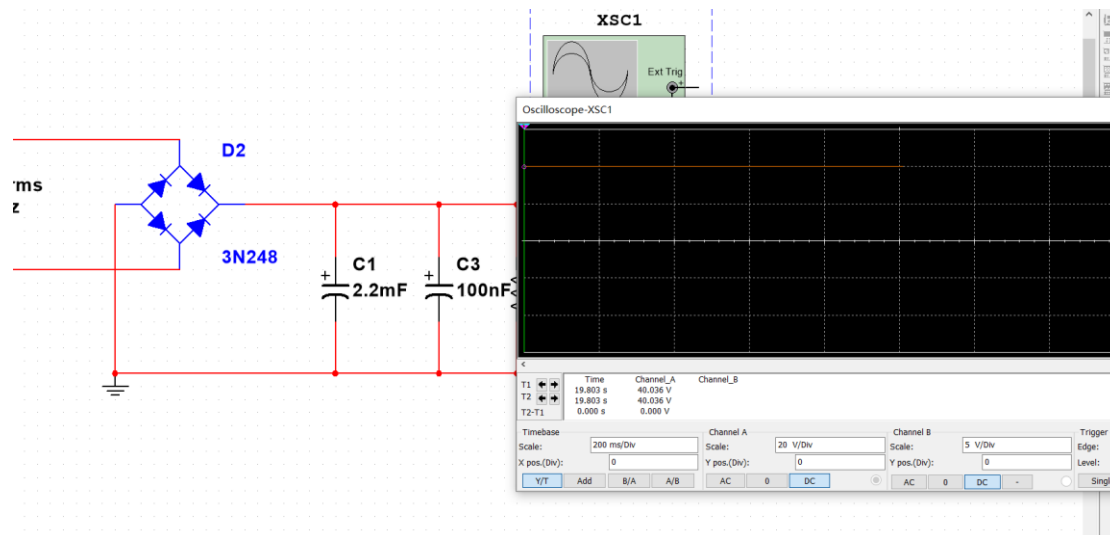 XSC1
Ext Trig
+
Oscilloscope-XSC1
D2
rms
z
3N248
C1
2.2mF
C3
100nF
+
+
<
Time Channel_A Channel_B
T1 19.803 s 40.036 V
T2 19.803 s 40.036 V
T2-T1 0.000 s 0.000 V
Timebase Channel A Channel B Trigger
Scale: 200 ms/Div Scale: 20 V/Div Scale: 5 V/Div Edge:
X pos.(Div): 0 Y pos.(Div): 0 Y pos.(Div): 0 Level:
Y/T Add B/A A/B AC 0 DC AC 0 DC - Singl